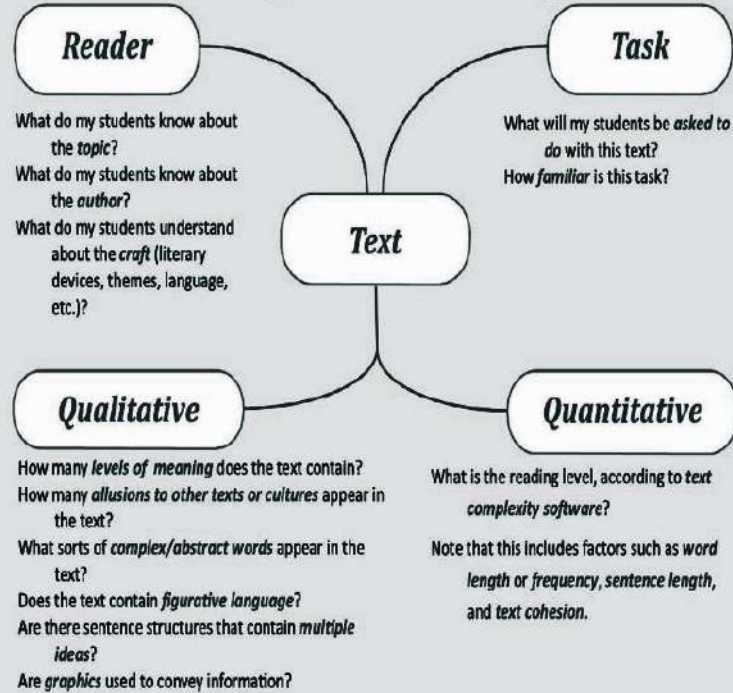 Reader
What do my students know about
the topic?
What do my students know about
the author?
What do my students understand
about the craft (literary
devices, themes, language,
etc.)?
Task
What will my students be asked to
do with this text?
How familiar is this task?
Text
Qualitative
How many levels of meaning does the text contain?
How many allusions to other texts or cultures appear in
the text?
What sorts of complex/abstract words appear in the
text?
Does the text contain figurative language?
Are there sentence structures that contain multiple
ideas?
Are graphics used to convey information?
Quantitative
What is the reading level, according to text
complexity software?
Note that this includes factors such as word
length or frequency, sentence length,
and text cohesion.